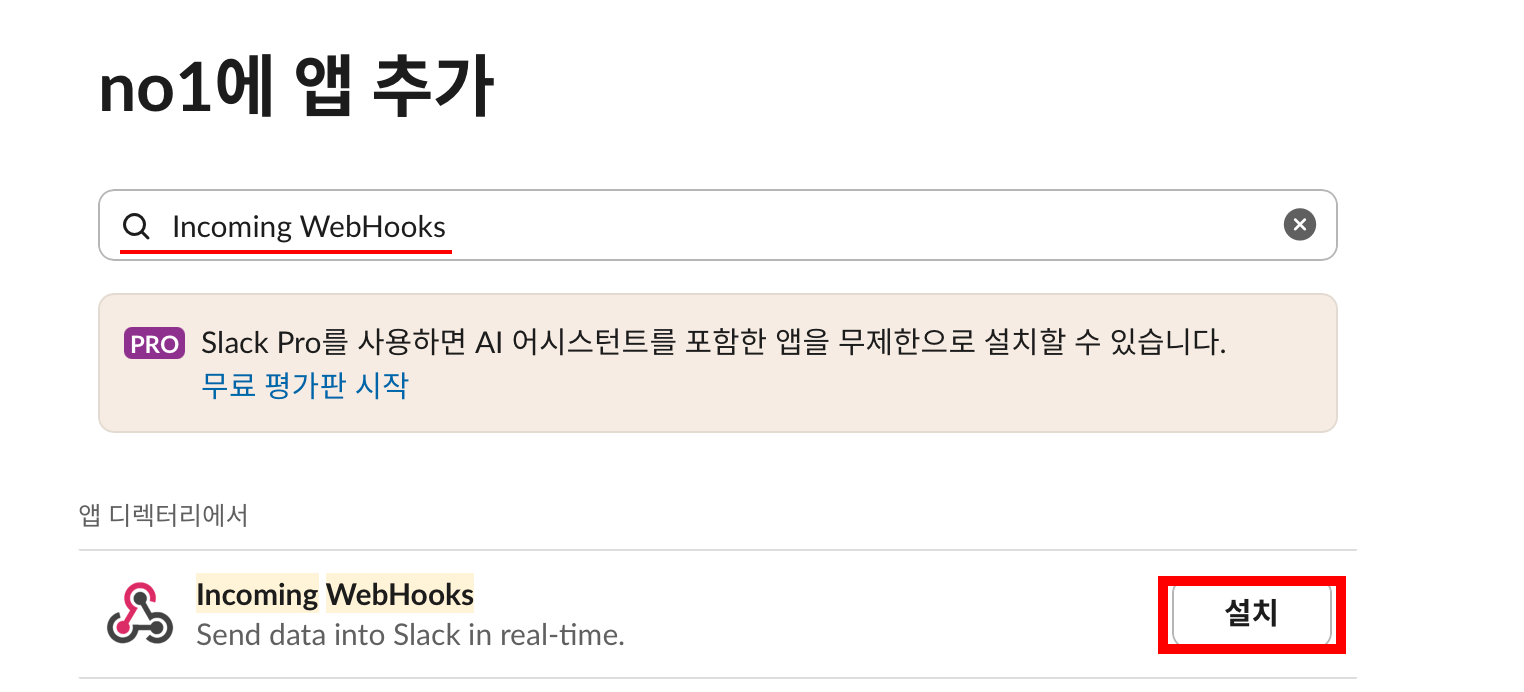 no1에 앱 추가
Incoming WebHooks
PRO Slack Pro를 사용하면 AI 어시스턴트를 포함한 앱을 무제한으로 설치할 수 있습니다.
무료 평가판 시작
앱 디렉터리에서
Incoming WebHooks
Send data into Slack in real-time.
설치